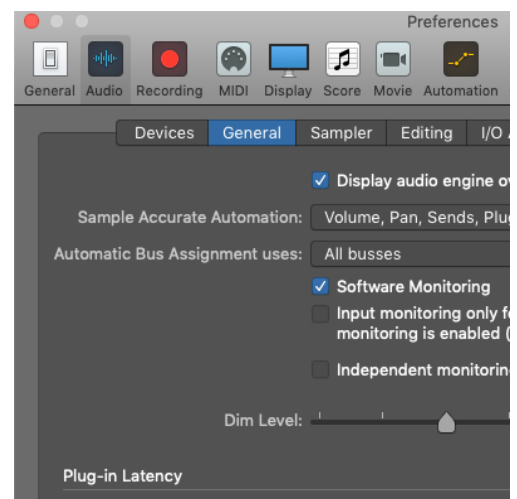 Preferences
General Audio Recording MIDI Display Score Movie Automation
Devices General Sampler Editing I/O
Display audio engine
Sample Accurate Automation: Volume, Pan, Sends,
Automatic Bus Assignment uses: All busses
Software Monitoring
Input monitoring only
monitoring is enabled (
Independent
Dim Level:
Plug-in Latency